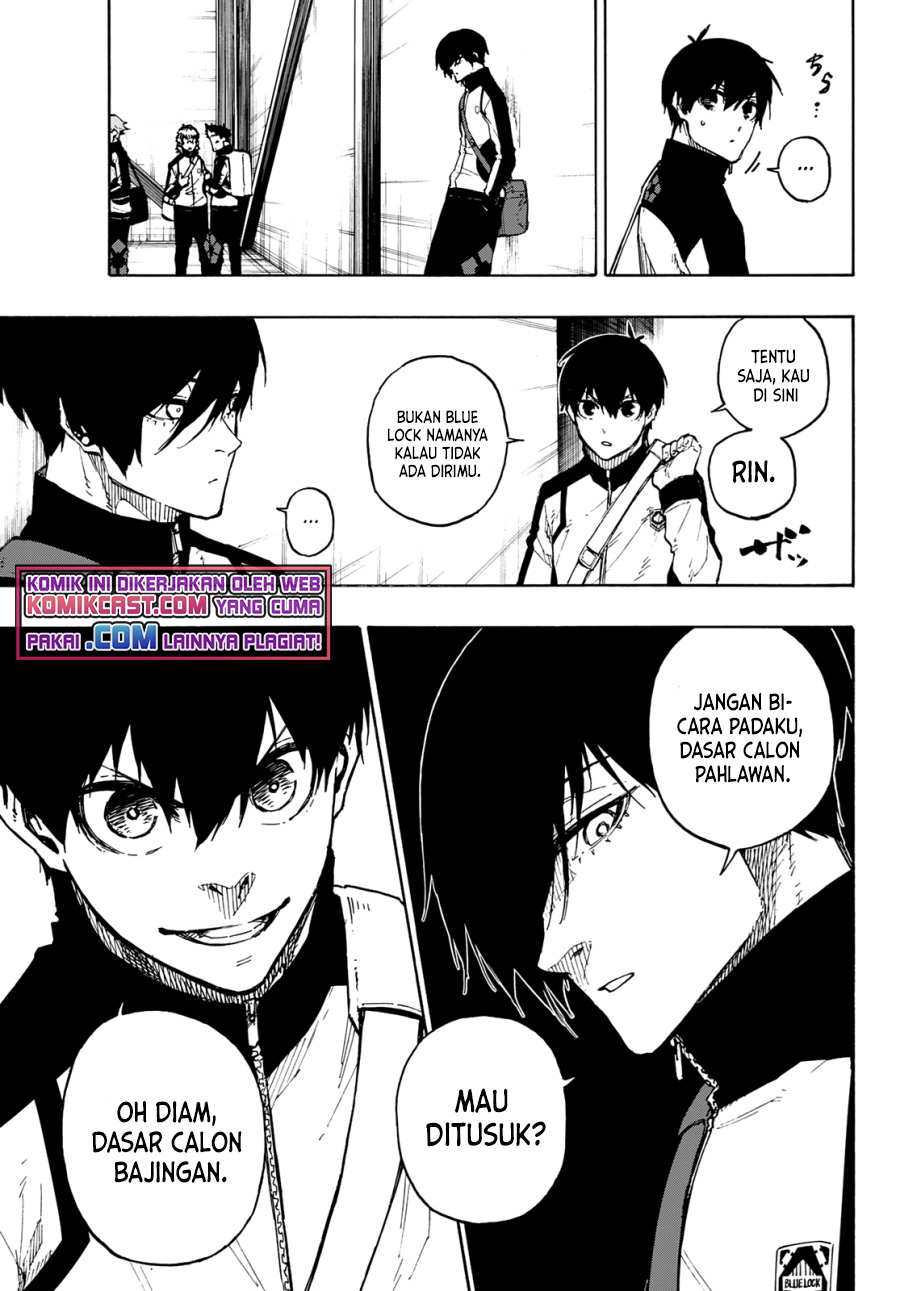 ちら…
...
TENTU
SAJA, KAU
DI SINI
RIN.
BUKAN BLUE
LOCK NAMANYA
KALAU TIDAK
ADA DIRIMU.
...
KOMIK INI DIKERJAKAN OLEH WEB
KOMIKCAST.COM YANG CUMA
PAKAI .COM LAINNYA PLAGIAT!
JANGAN BI-
CARA PADAKU,
DASAR CALON
PAHLAWAN.
MAU
DITUSUK?
OH DIAM,
DASAR CALON
BAJINGAN.
BLUE LOCK